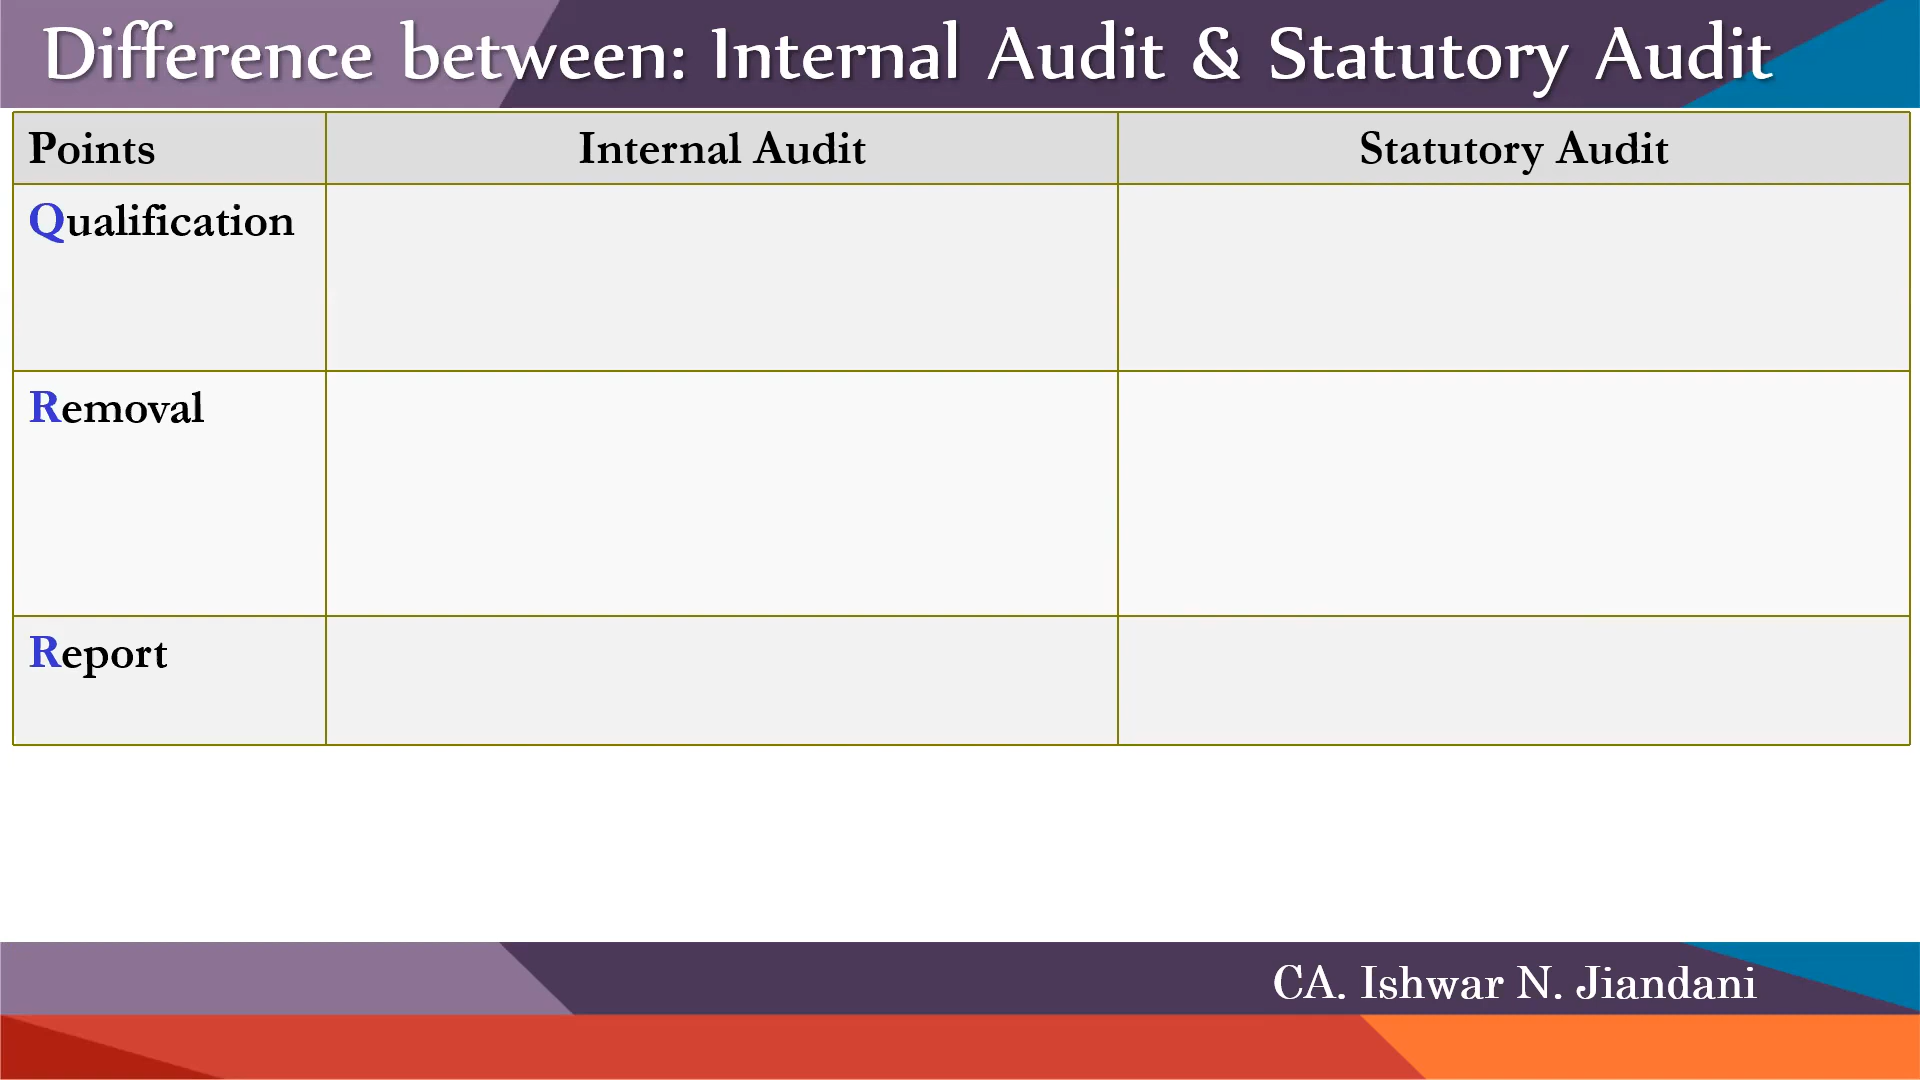 Difference between: Internal Audit & Statutory Audit
Points Internal Audit Statutory Audit
Qualification
Removal
Report
CA. Ishwar N. Jiandani